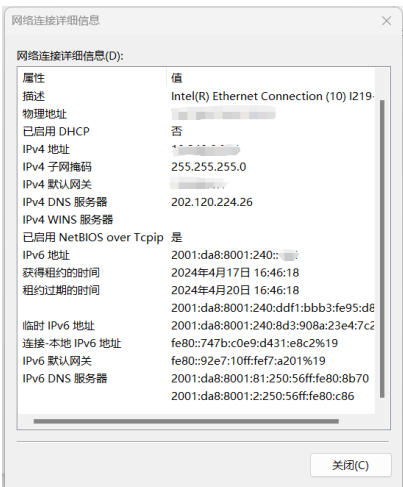 网络连接详细信息
网络连接详细信息(D):
属性 值
描述 Intel(R) Ethernet Connection (10) I219-
物理地址
已启用 DHCP 否
IPv4 地址
IPv4 子网掩码 255.255.255.0
IPv4 默认网关
IPv4 DNS 服务器 202.120.224.26
IPv4 WINS 服务器
已启用 NetBIOS over Tcpip 是
IPv6 地址 2001:da8:8001:240::
获得租约的时间 2024年4月17日 16:46:18
租约过期的时间 2024年4月20日 16:46:18
2001:da8:8001:240:ddf1:bbb3:fe95:d8
临时 IPv6 地址 2001:da8:8001:240:8d3:908a:23e4:7c2
连接-本地 IPv6 地址 fe80::747b:c0e9:d431:e8c2%19
IPv6 默认网关 fe80::92e7:10ff:fef7:a201%19
IPv6 DNS 服务器 2001:da8:8001:81:250:56ff:fe80:8b70
2001:da8:8001:2:250:56ff:fe80:c86
关闭(C)